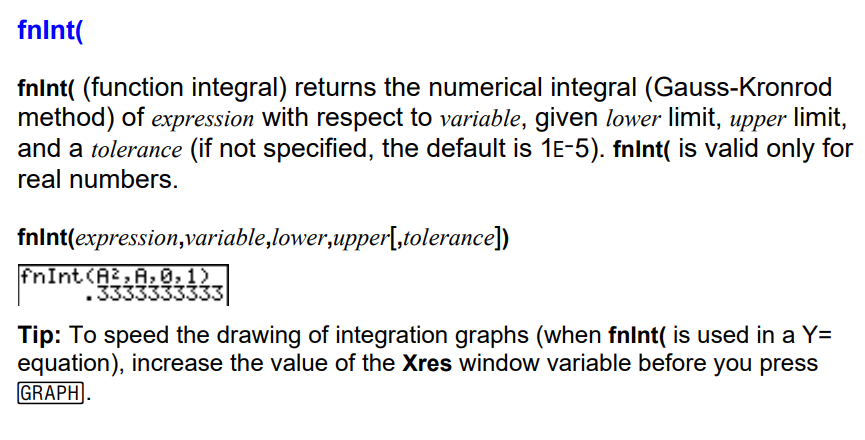 fnInt(
fnInt( (function integral) returns the numerical integral (Gauss-Kronrod
method) of expression with respect to variable, given lower limit, upper limit,
and a tolerance (if not specified, the default is 1E⁻5). fnInt( is valid only for
real numbers.
fnInt(expression,variable,lower,upper[,tolerance])
fnInt(A²,A,0,1)
.3333333333
Tip: To speed the drawing of integration graphs (when fnInt( is used in a Y=
equation), increase the value of the Xres window variable before you press
GRAPH.